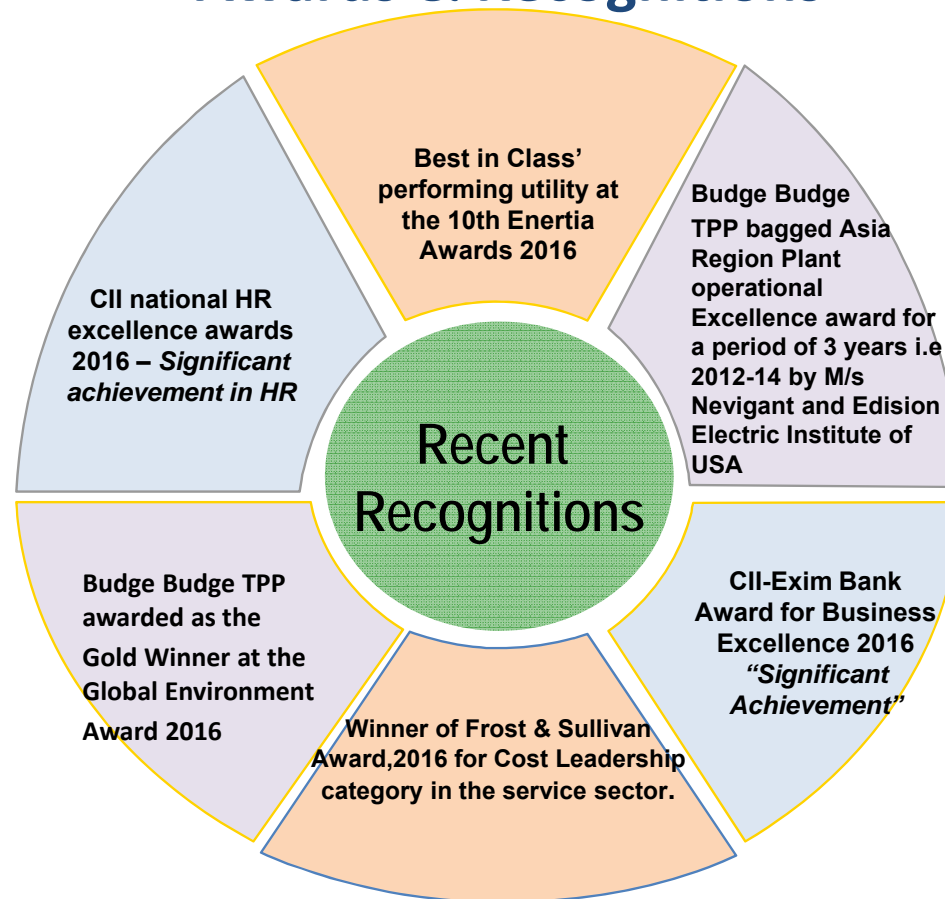 Awards & Recognitions
Best in Class’
performing utility at
the 10th Enertia
Awards 2016
Budge Budge
TPP bagged Asia
Region Plant
operational
Excellence award for
a period of 3 years i.e
2012-14 by M/s
Nevigant and Edision
Electric Institute of
USA
CII national HR
excellence awards
2016 – Significant
achievement in HR
Recent
Recognitions
CII-Exim Bank
Award for Business
Excellence 2016
“Significant
Achievement”
Budge Budge TPP
awarded as the
Gold Winner at the
Global Environment
Award 2016
Winner of Frost & Sullivan
Award,2016 for Cost Leadership
category in the service sector.